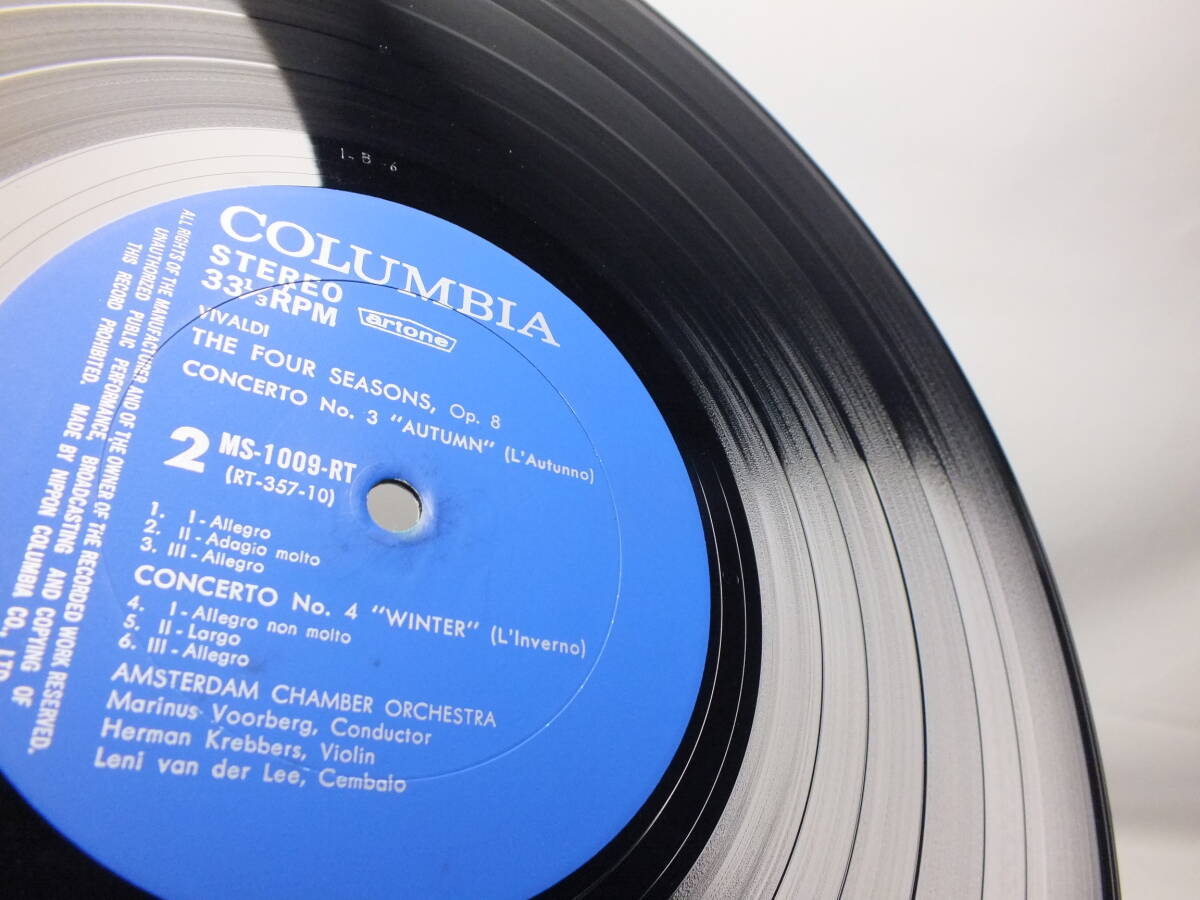 1-B-6
COLUMBIA
STEREO
33⅓RPM
artone
VIVALDI
THE FOUR SEASONS, Op. 8
CONCERTO No. 3 "AUTUMN" (L'Autunno)
2 MS-1009-RT
(RT-357-10)
1. I-Allegro
2. II-Adagio molto
3. III-Allegro
CONCERTO No. 4 "WINTER" (L'Inverno)
4. I-Allegro non molto
5. II-Largo
6. III-Allegro
AMSTERDAM CHAMBER ORCHESTRA
Marinus Voorberg, Conductor
Herman Krebbers, Violin
Leni van der Lee, Cembalo
ALL RIGHTS OF THE MANUFACTURER AND OF THE OWNER OF THE RECORDED WORK RESERVED.
UNAUTHORIZED PUBLIC PERFORMANCE, BROADCASTING AND COPYING OF
THIS RECORD PROHIBITED. MADE BY NIPPON COLUMBIA CO., LTD.